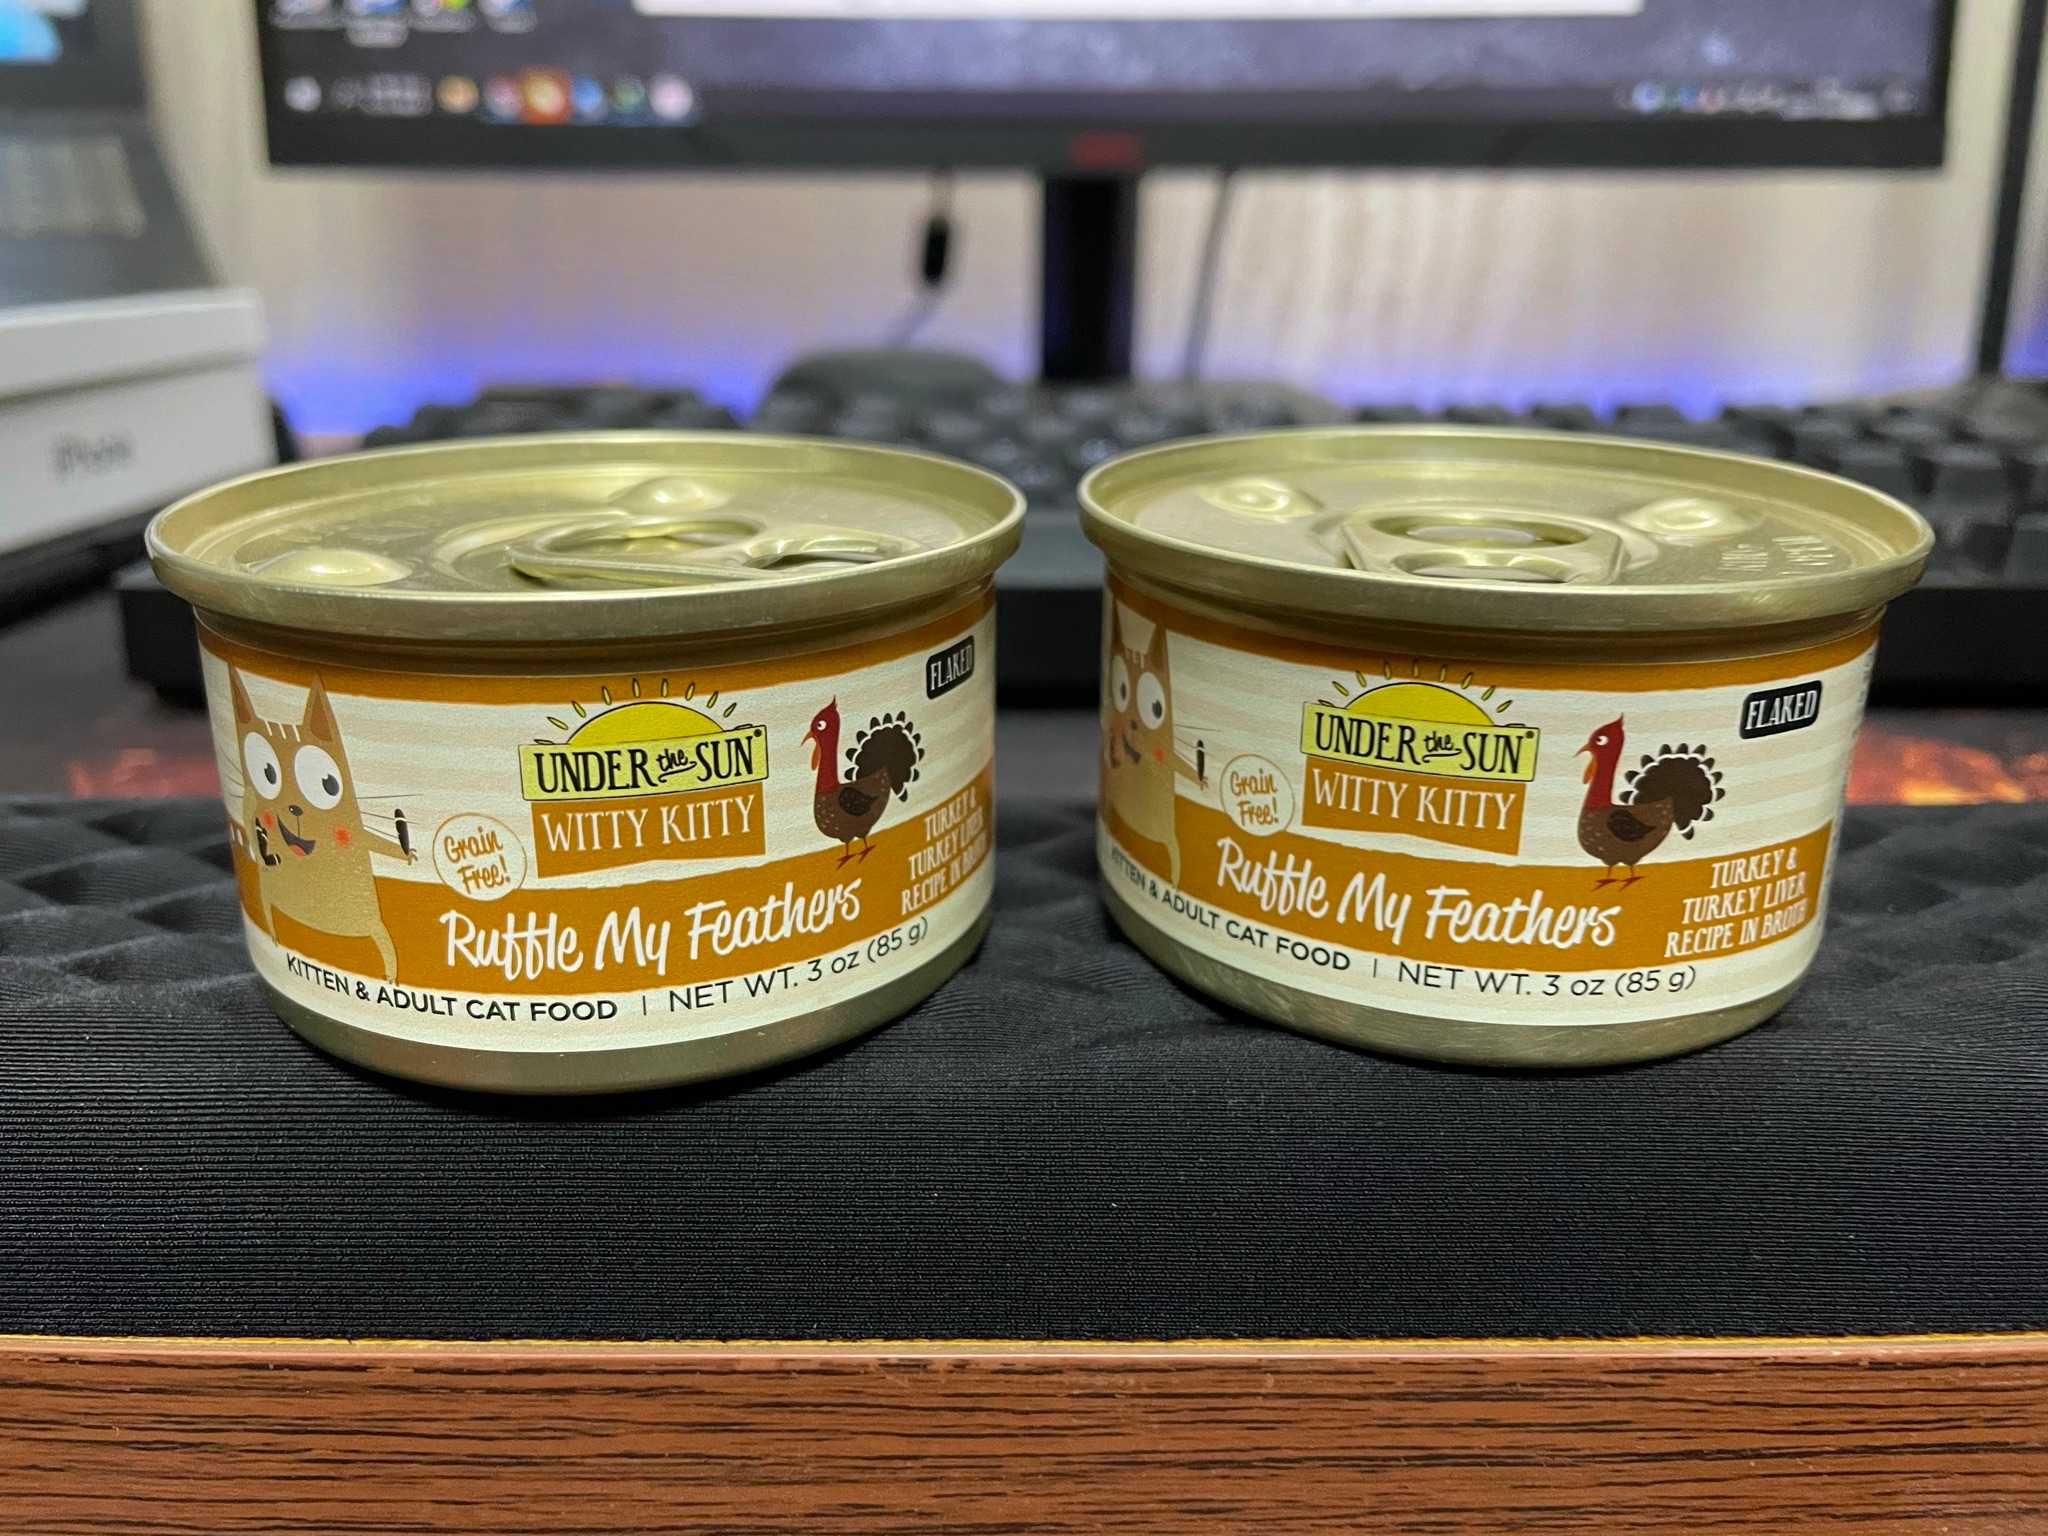 iPhone
FLAKED
UNDER the SUN®
WITTY KITTY
Grain
Free!
TURKEY &
TURKEY LIVER
RECIPE IN BROTH
Ruffle My Feathers
KITTEN & ADULT CAT FOOD | NET WT. 3 oz (85 g)
FLAKED
UNDER the SUN®
WITTY KITTY
Grain
Free!
TURKEY &
TURKEY LIVER
RECIPE IN BROTH
Ruffle My Feathers
KITTEN & ADULT CAT FOOD | NET WT. 3 oz (85 g)